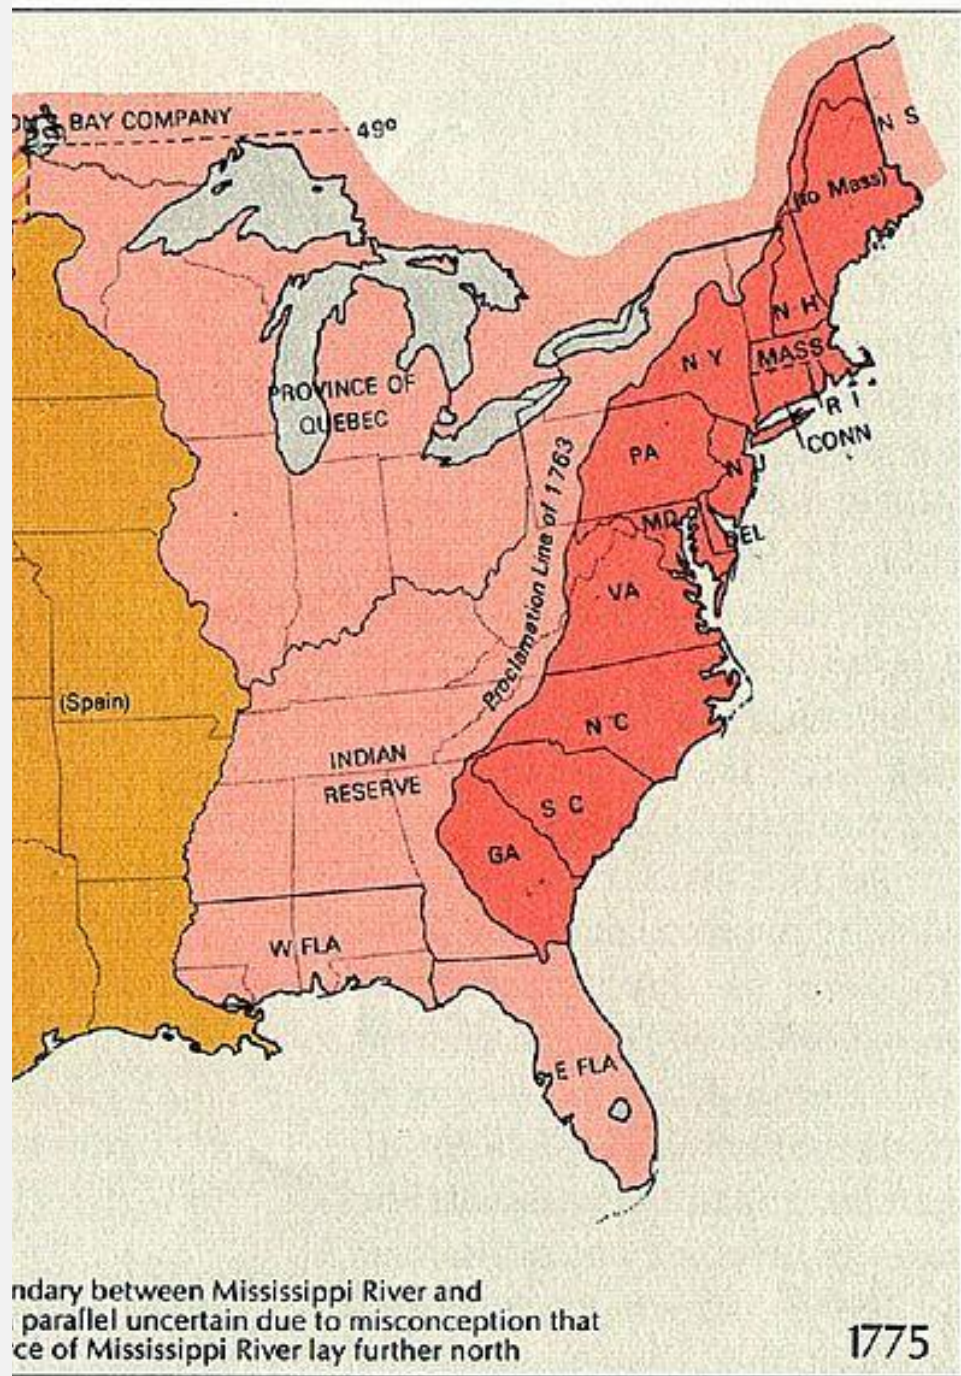 BAY COMPANY
49º
N S
(to Mass)
N H
N Y
MASS
R I
CONN
PROVINCE OF
QUEBEC
PA
N J
Proclamation Line of 1763
MD
DEL
VA
(Spain)
N C
INDIAN
RESERVE
S C
GA
W FLA
E FLA
ndary between Mississippi River and
parallel uncertain due to misconception that
ce of Mississippi River lay further north
1775